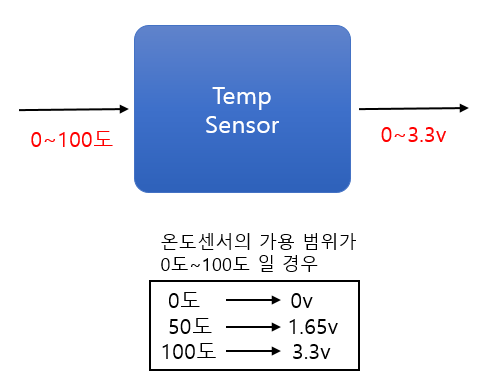 Temp
Sensor
0~100도
0~3.3v
온도센서의 가용 범위가
0도~100도 일 경우
0도 → 0v
50도 → 1.65v
100도 → 3.3v